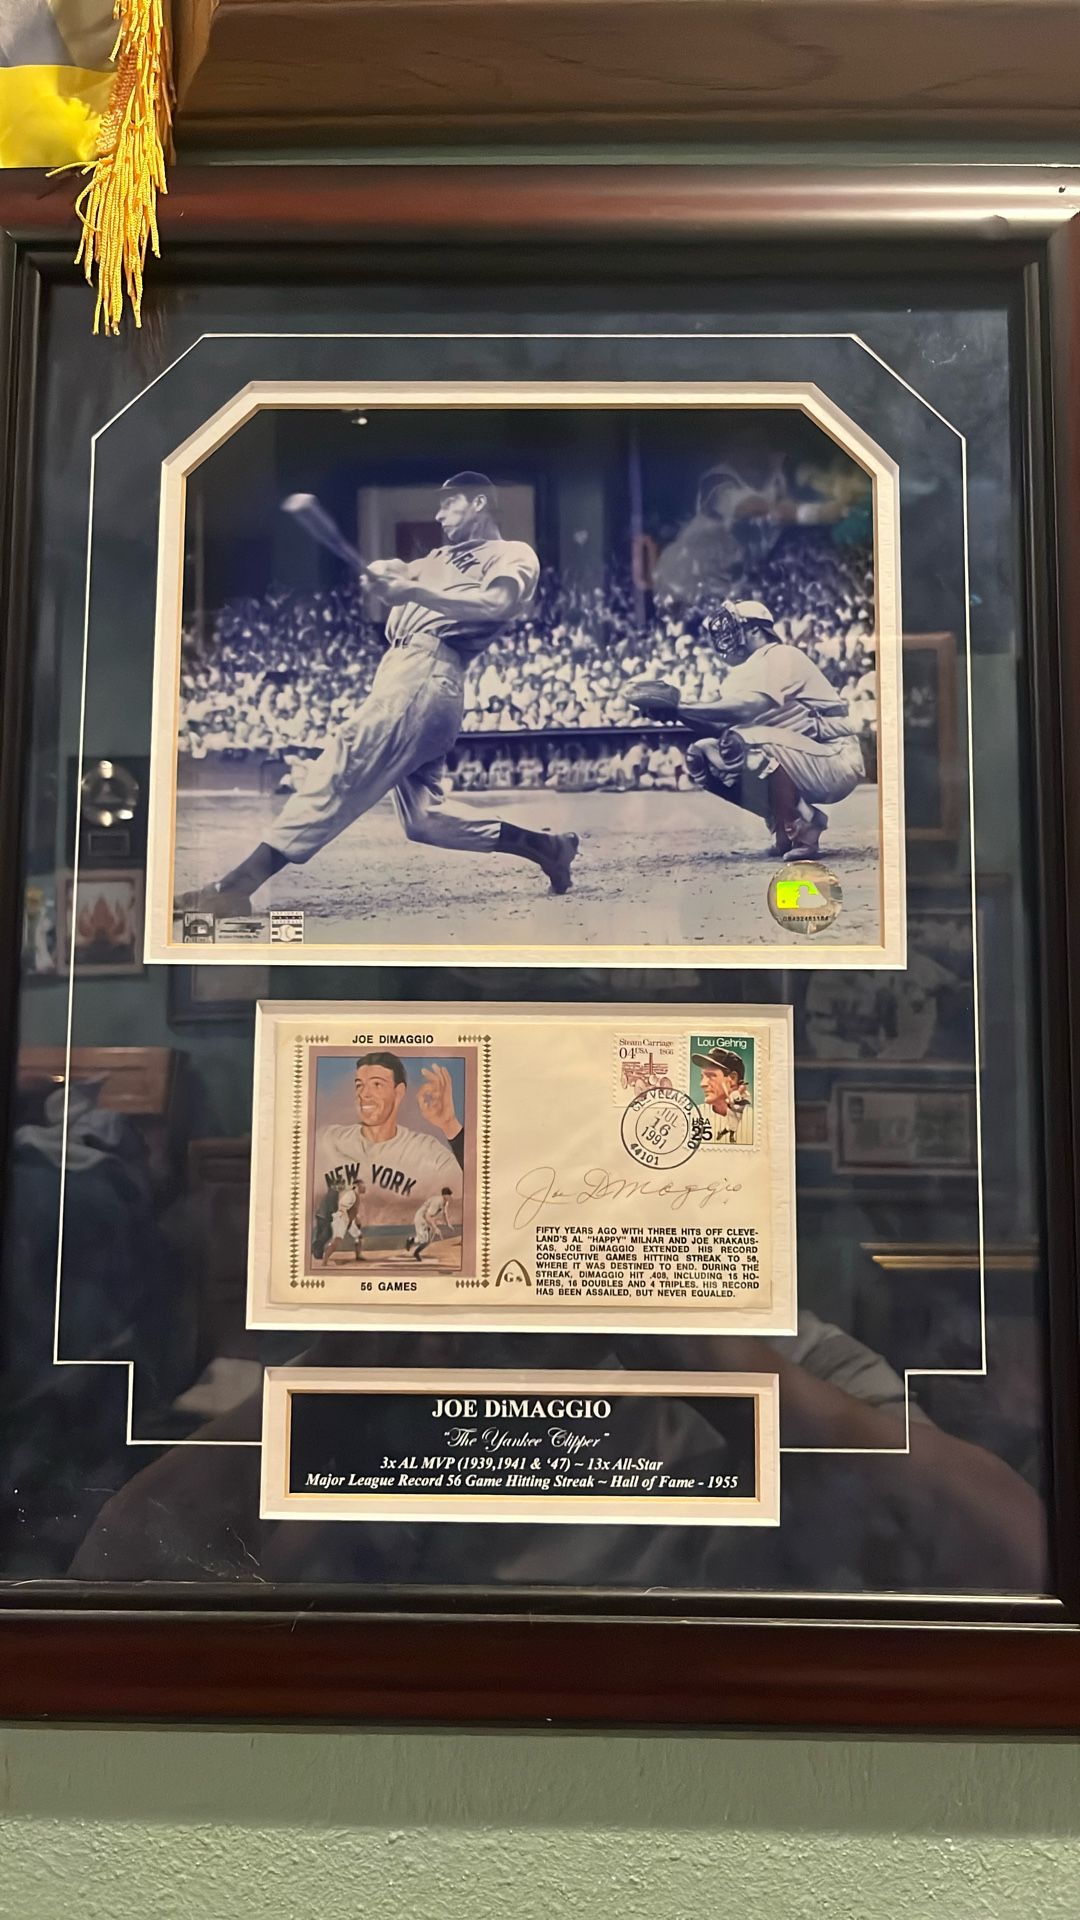 YORK
JOE DIMAGGIO
NEW YORK
56 GAMES
Steam Carriage
04 USA 1866
Lou Gehrig
USA
25
CLEVELAND,
JUL
16
1991
44101
Joe DiMaggio
FIFTY YEARS AGO WITH THREE HITS OFF CLEVE-
LAND'S AL "HAPPY" MILNAR AND JOE KRAKAUS-
KAS, JOE DIMAGGIO EXTENDED HIS RECORD
CONSECUTIVE GAMES HITTING STREAK TO 56,
WHERE IT WAS DESTINED TO END. DURING THE
STREAK, DIMAGGIO HIT .408, INCLUDING 15 HO-
MERS, 16 DOUBLES AND 4 TRIPLES. HIS RECORD
HAS BEEN ASSAILED, BUT NEVER EQUALED.
JOE DiMAGGIO
"The Yankee Clipper"
3x AL MVP (1939,1941 & '47) ~ 13x All-Star
Major League Record 56 Game Hitting Streak ~ Hall of Fame - 1955